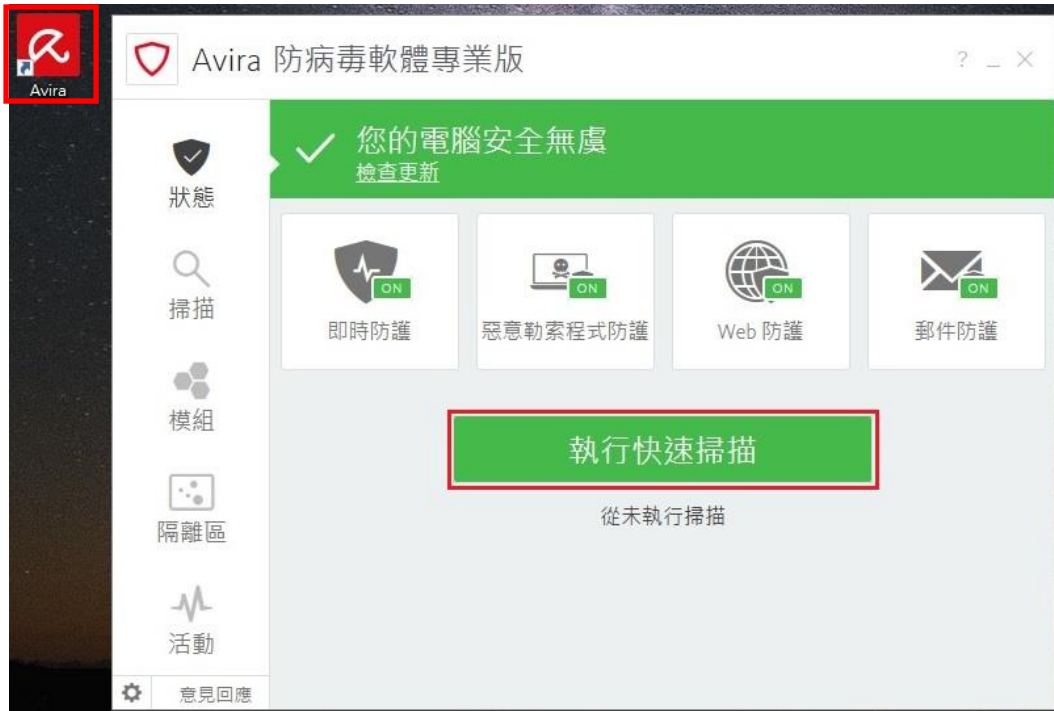 Avira
Avira 防病毒軟體專業版
? _ ×
您的電腦安全無虞
檢查更新
狀態
掃描
模組
隔離區
活動
意見回應
ON
即時防護
ON
惡意勒索程式防護
ON
Web 防護
ON
郵件防護
執行快速掃描
從未執行掃描